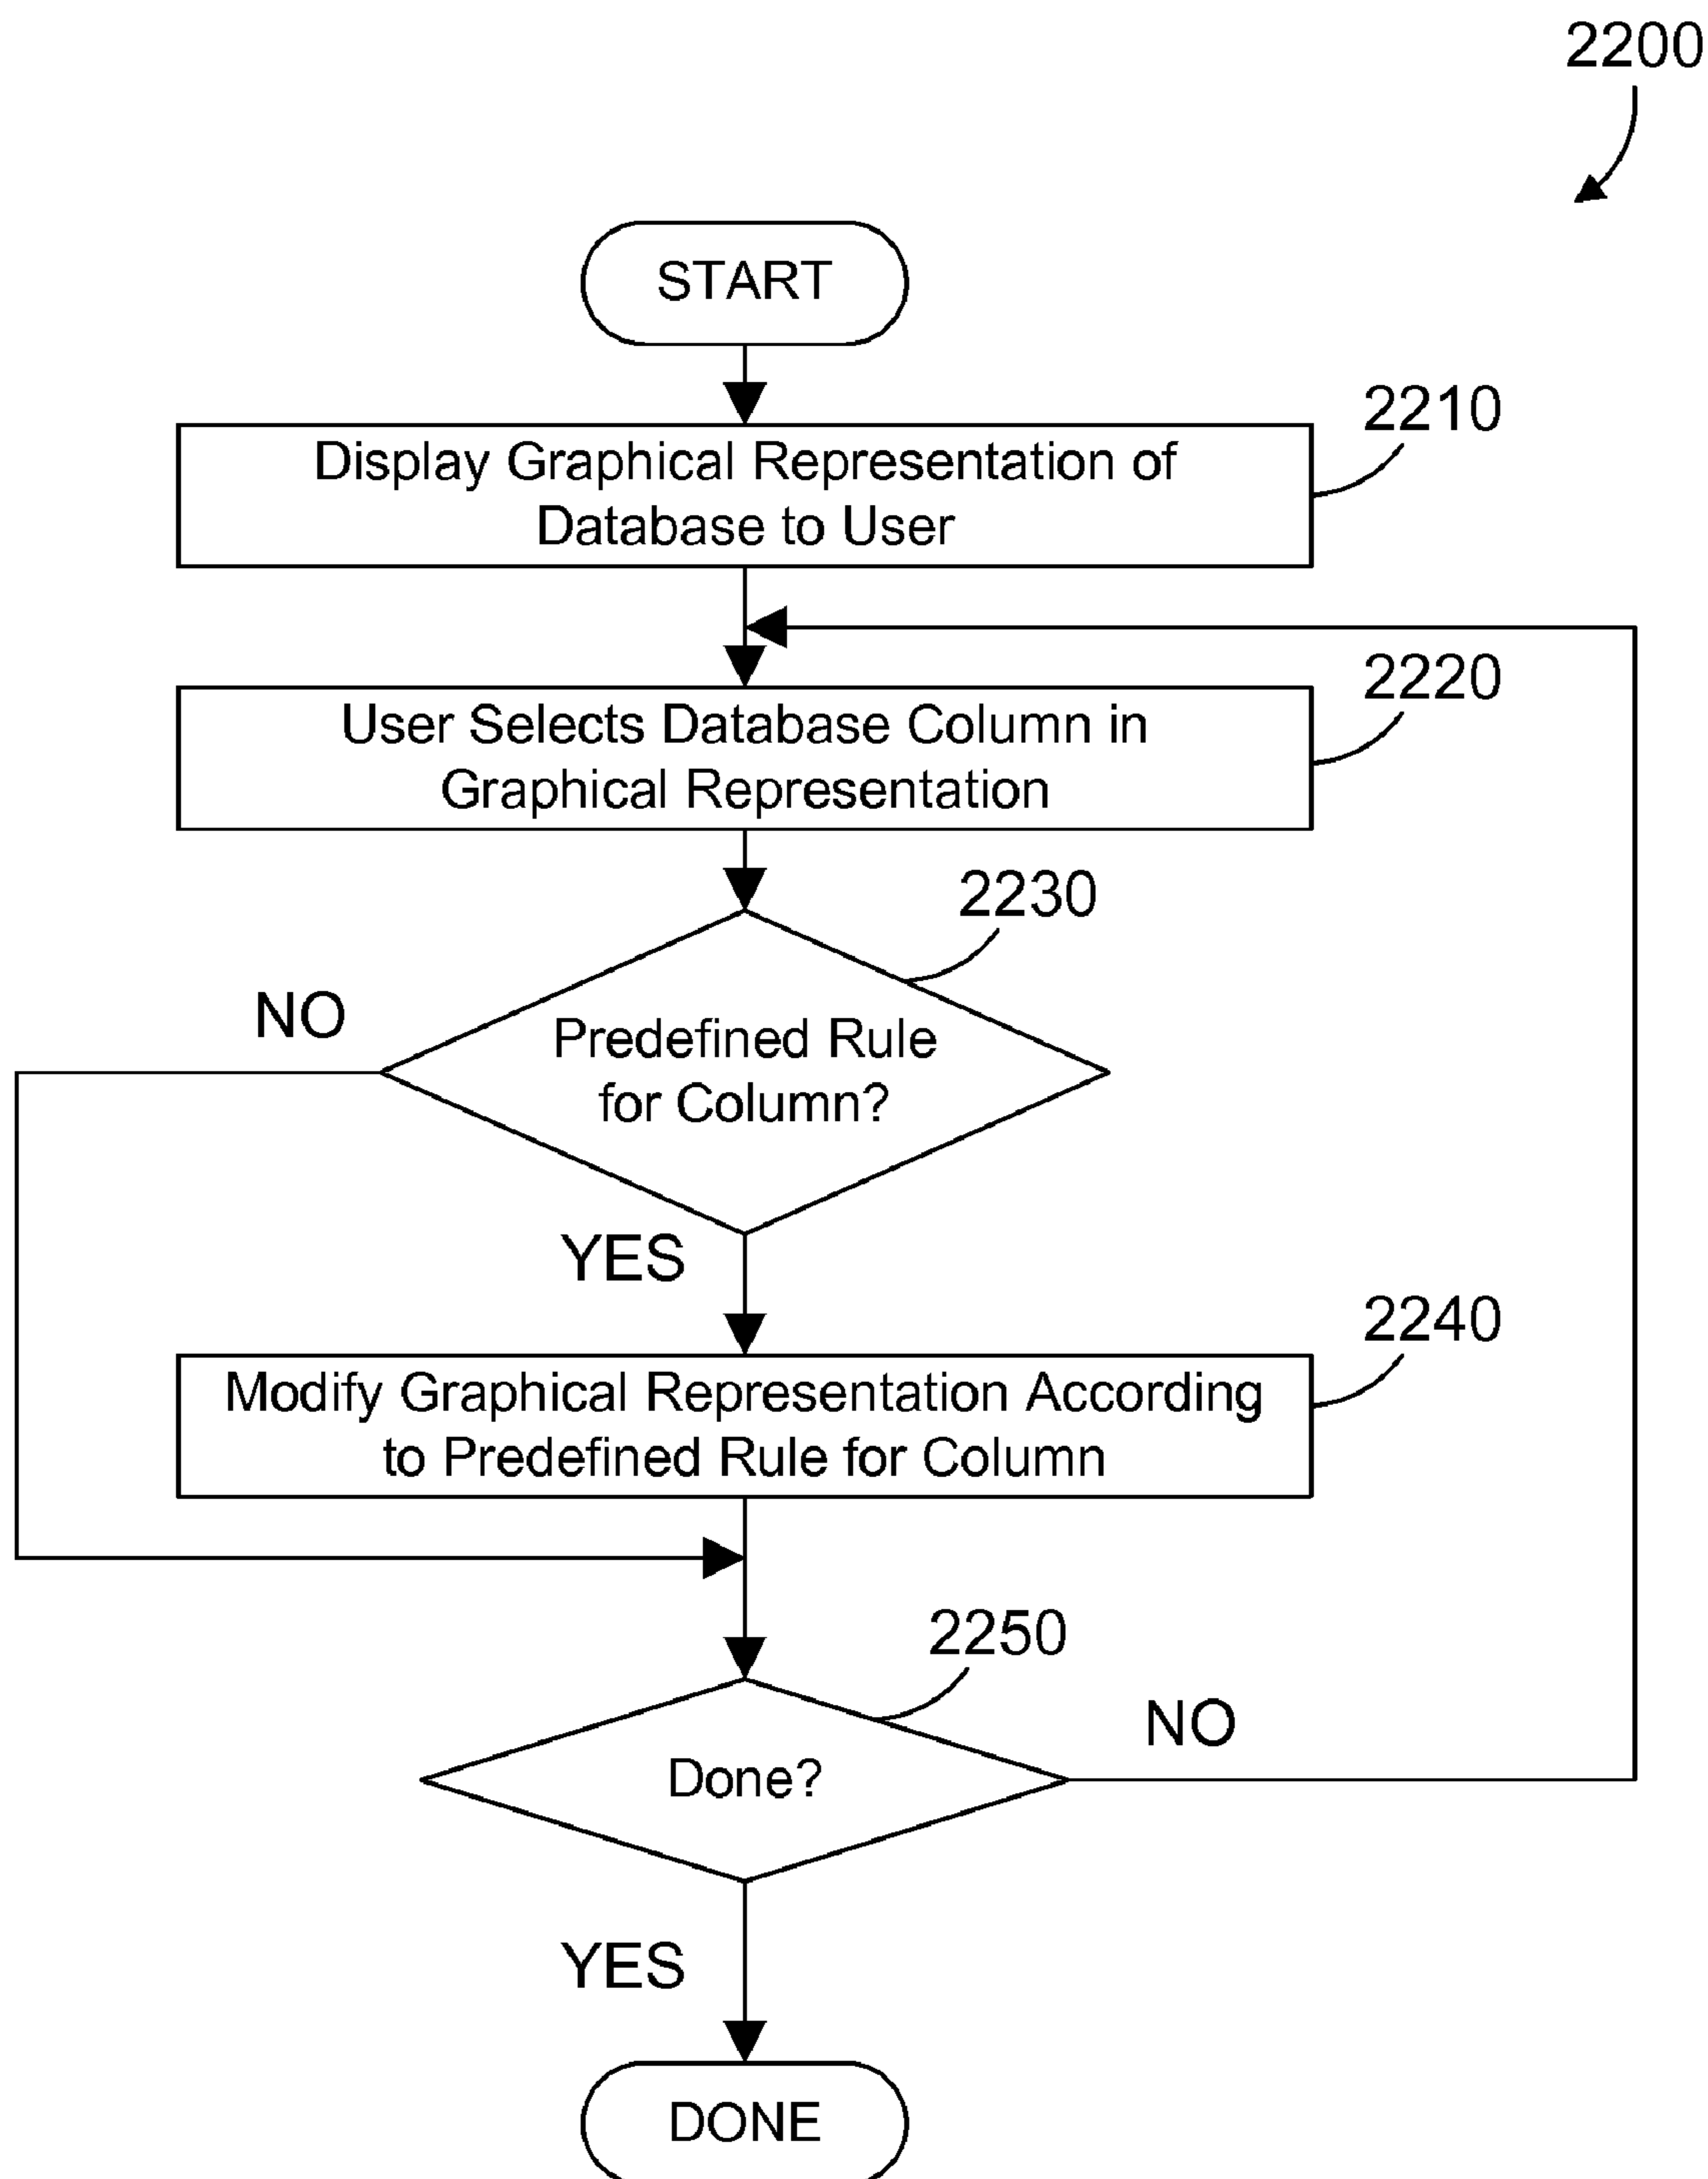 2200
START
2210
Display Graphical Representation of
Database to User
2220
User Selects Database Column in
Graphical Representation
2230
NO
Predefined Rule
for Column?
YES
2240
Modify Graphical Representation According
to Predefined Rule for Column
2250
NO
Done?
YES
DONE